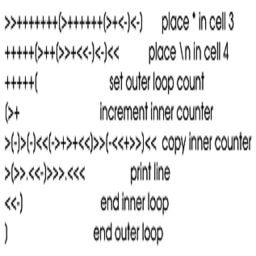 >>+++++++(>++++++(>+<-)<-) place * in cell 3
+++++(>++(>>+<<-)<-)<< place \n in cell 4
+++++( set outer loop count
(>+ increment inner counter
>(-)>(-)<<(->+>+<<)>>(-<<+>>)<< copy inner counter
>(>>.<<-)>>>.<<< print line
<<-) end inner loop
) end outer loop